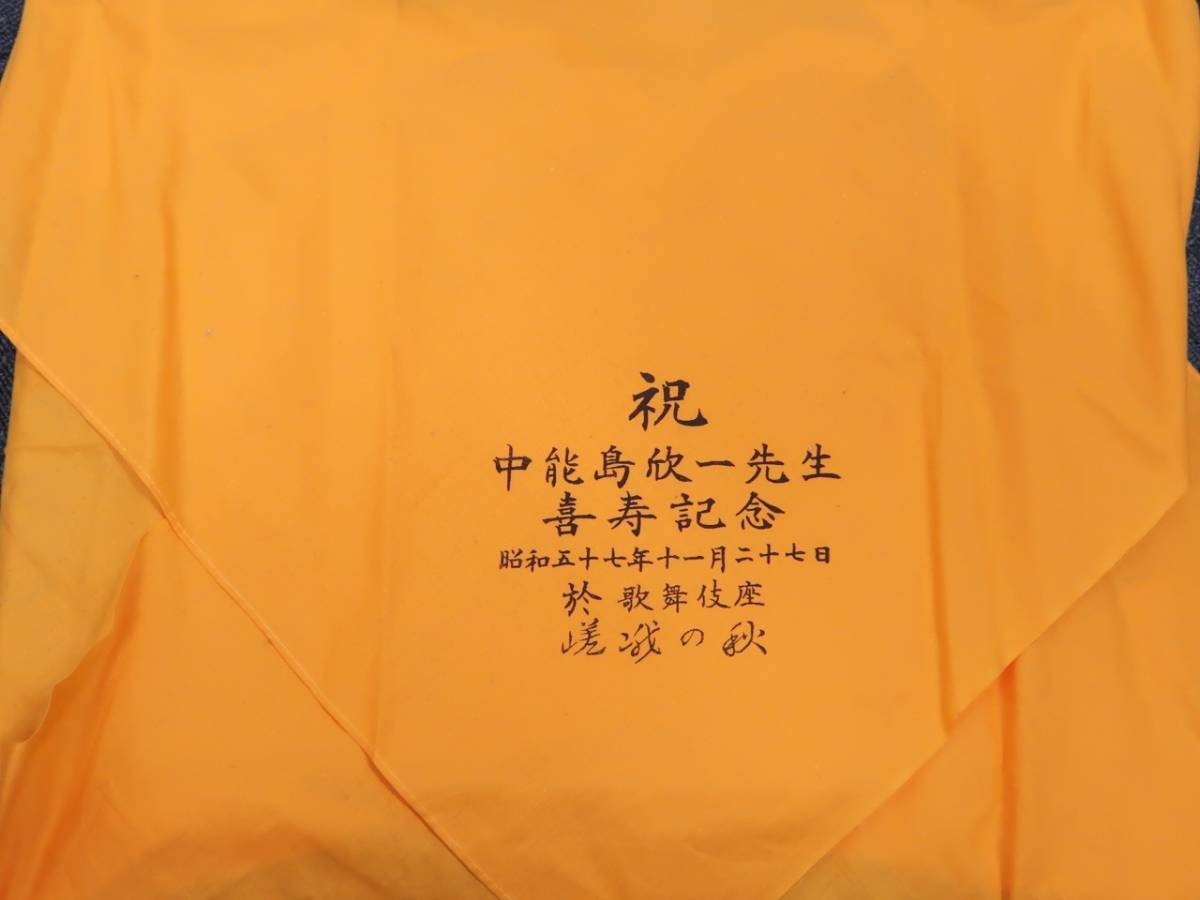 祝
中能島欣一先生
喜寿記念
昭和五十七年十一月二十七日
於 歌舞伎座
嵯峨の秋